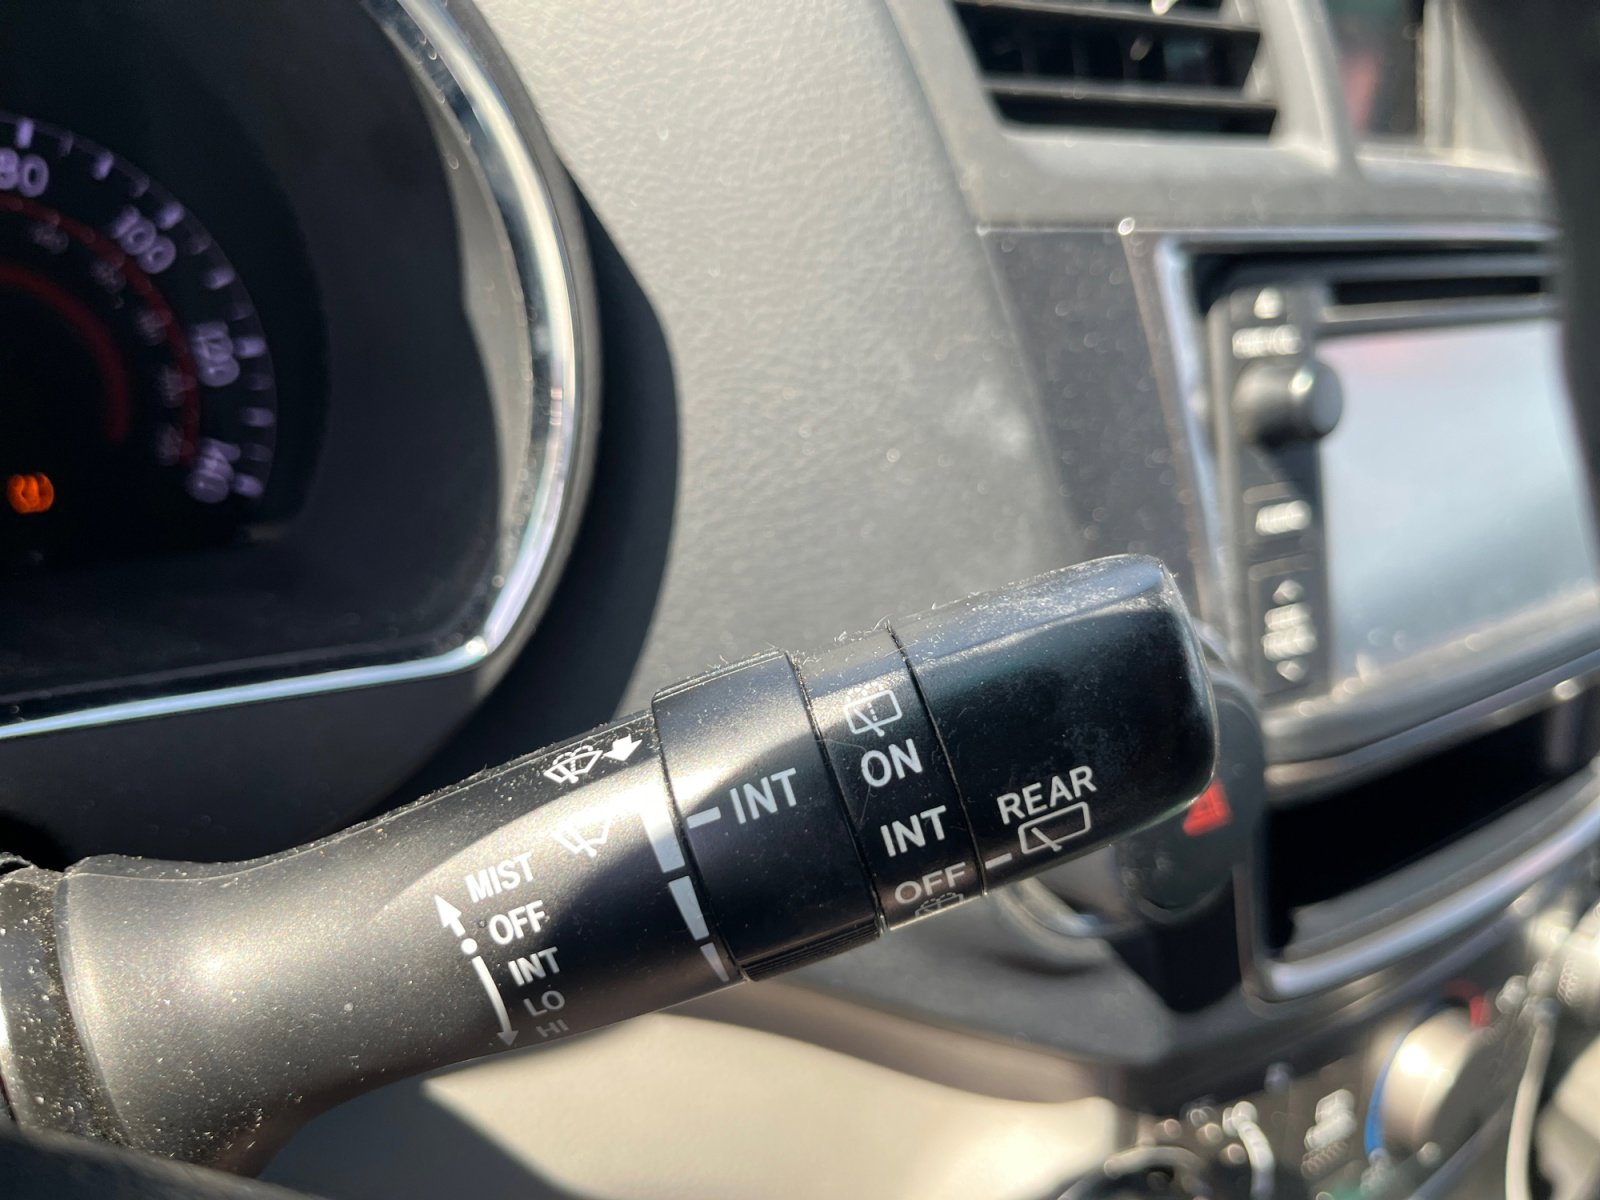 80
100
120
140
MIST
OFF
INT
LO
HI
INT
ON
INT
OFF
REAR